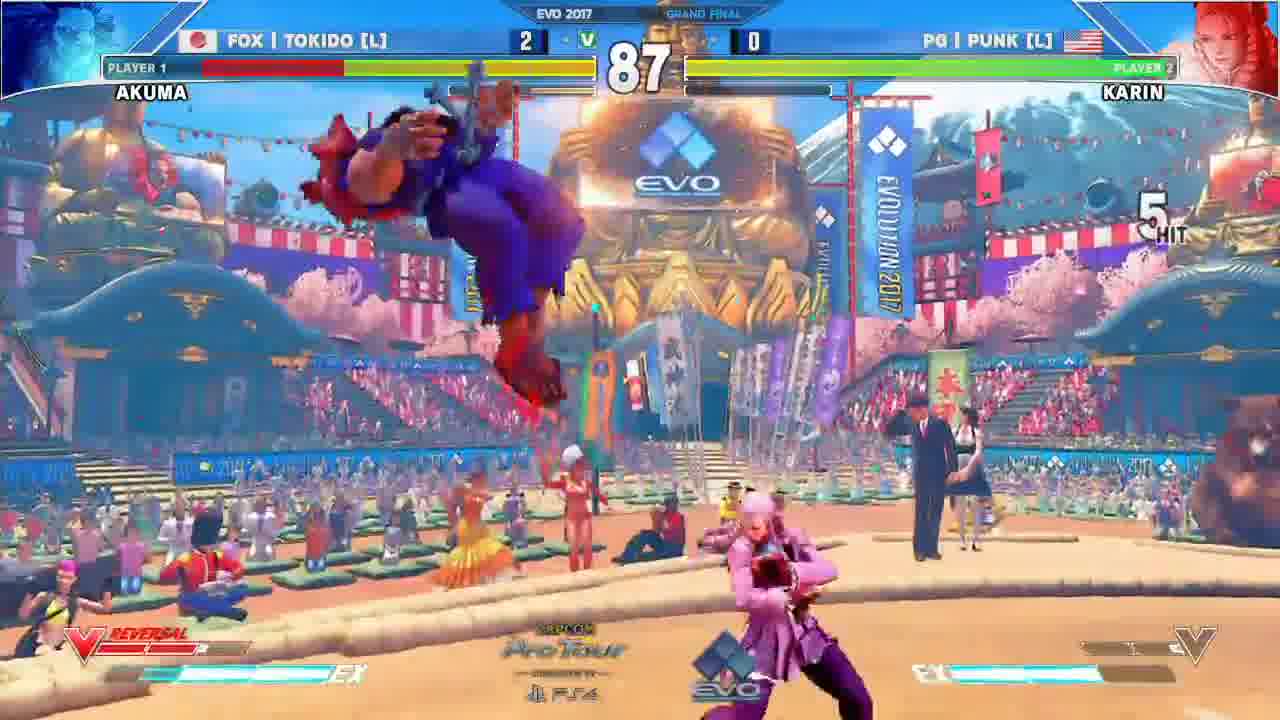 EVO 2017 GRAND FINAL
FOX | TOKIDO [L] 2 V 87 0 PG | PUNK [L]
PLAYER 1 PLAYER 2
AKUMA KARIN
EVO
EVOLUTION 2017
5
HIT
V REVERSAL
EX EX
CAPCOM
Pro Tour
PS4
EVO